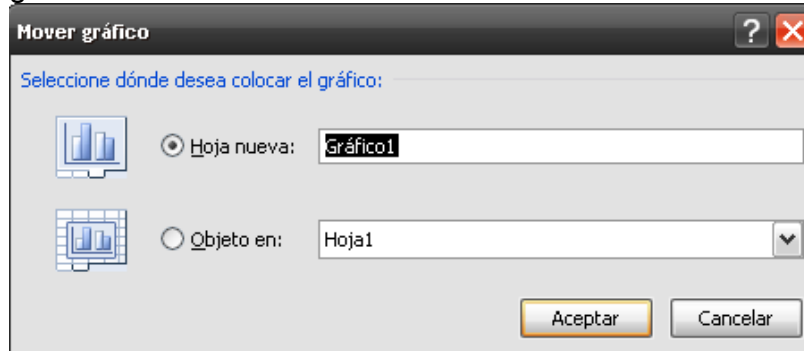 Mover gráfico
?
Seleccione dónde desea colocar el gráfico:
Hoja nueva: Gráfico1
Objeto en: Hoja1
Aceptar Cancelar